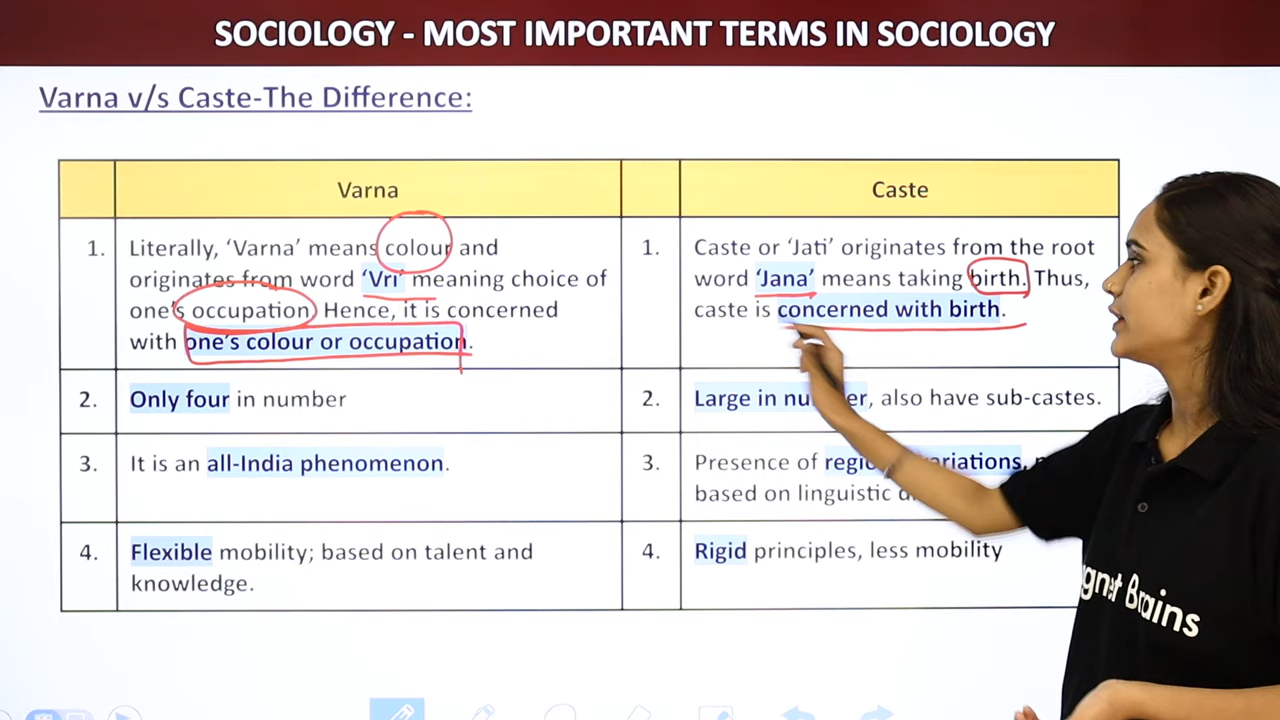 SOCIOLOGY - MOST IMPORTANT TERMS IN SOCIOLOGY
Varna v/s Caste-The Difference:
Varna
Caste
1.
Literally, ‘Varna’ means colour and
originates from word ‘Vri’ meaning choice of
one’s occupation. Hence, it is concerned
with one’s colour or occupation.
1.
Caste or ‘Jati’ originates from the root
word ‘Jana’ means taking birth. Thus,
caste is concerned with birth.
2.
Only four in number
2.
Large in number, also have sub-castes.
3.
It is an all-India phenomenon.
3.
Presence of regional variations,
based on linguistic
4.
Flexible mobility; based on talent and
knowledge.
4.
Rigid principles, less mobility
Brains